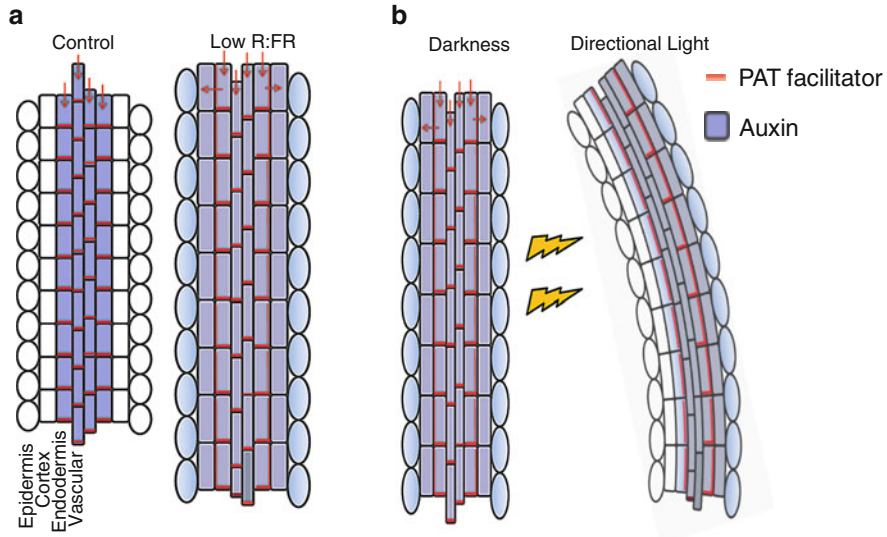 a
Control
Low R:FR
Epidermis
Cortex
Endodermis
Vascular
b
Darkness
Directional Light
PAT facilitator
Auxin